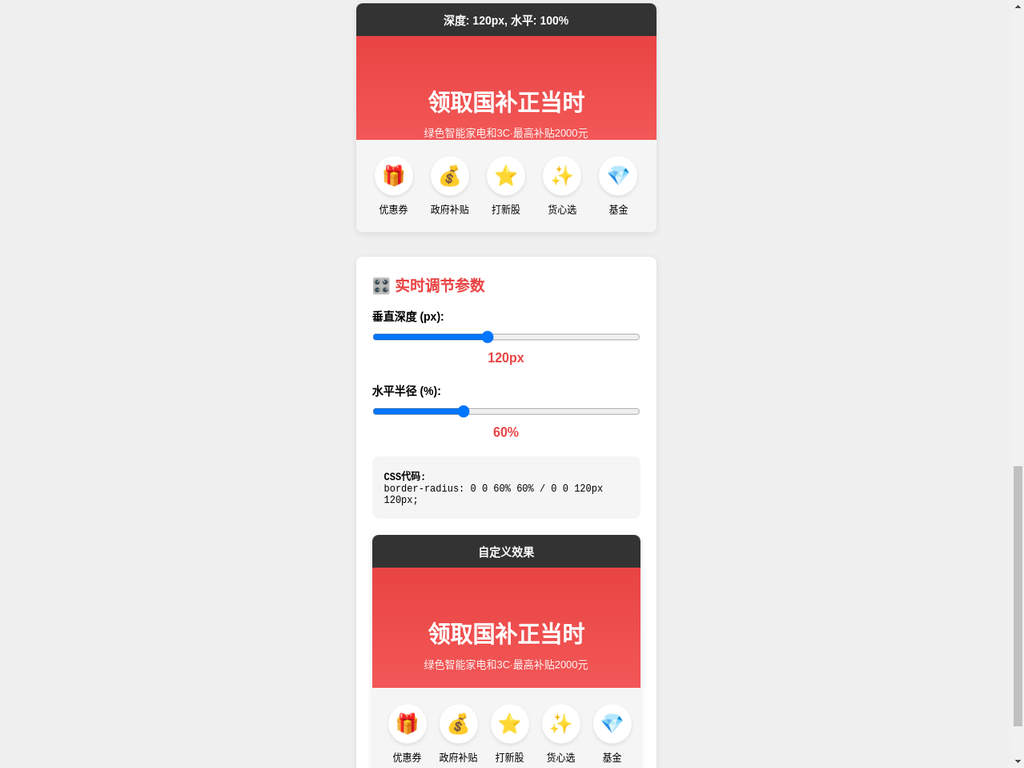 深度: 120px, 水平: 100%
领取国补正当时
绿色智能家电和3C·最高补贴2000元
优惠券 政府补贴 打新股 货心选 基金
实时调节参数
垂直深度 (px):
120px
水平半径 (%):
60%
CSS代码:
border-radius: 0 0 60% 60% / 0 0 120px
120px;
自定义效果
领取国补正当时
绿色智能家电和3C·最高补贴2000元
优惠券 政府补贴 打新股 货心选 基金